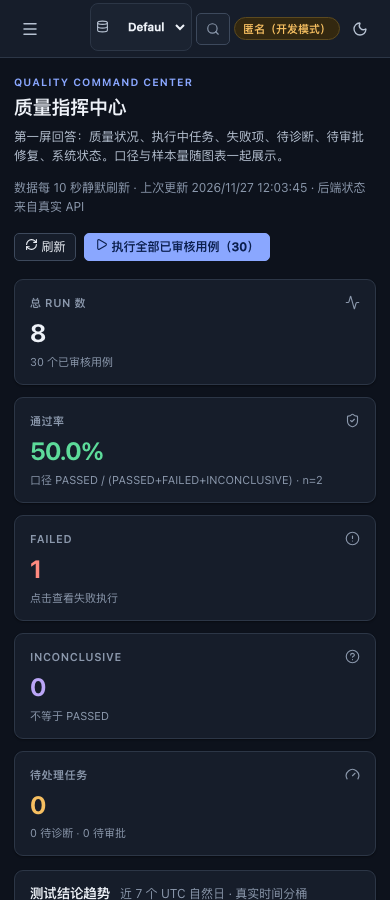 Defaul
匿名（开发模式）
QUALITY COMMAND CENTER
质量指挥中心
第一屏回答：质量状况、执行中任务、失败项、待诊断、待审批
修复、系统状态。口径与样本量随图表一起展示。
数据每 10 秒静默刷新 · 上次更新 2026/11/27 12:03:45 · 后端状态
来自真实 API
刷新
执行全部已审核用例（30）
总 RUN 数
8
30 个已审核用例
通过率
50.0%
口径 PASSED / (PASSED+FAILED+INCONCLUSIVE) · n=2
FAILED
1
点击查看失败执行
INCONCLUSIVE
0
不等于 PASSED
待处理任务
0
0 待诊断 · 0 待审批
测试结论趋势 近 7 个 UTC 自然日 · 真实时间分桶